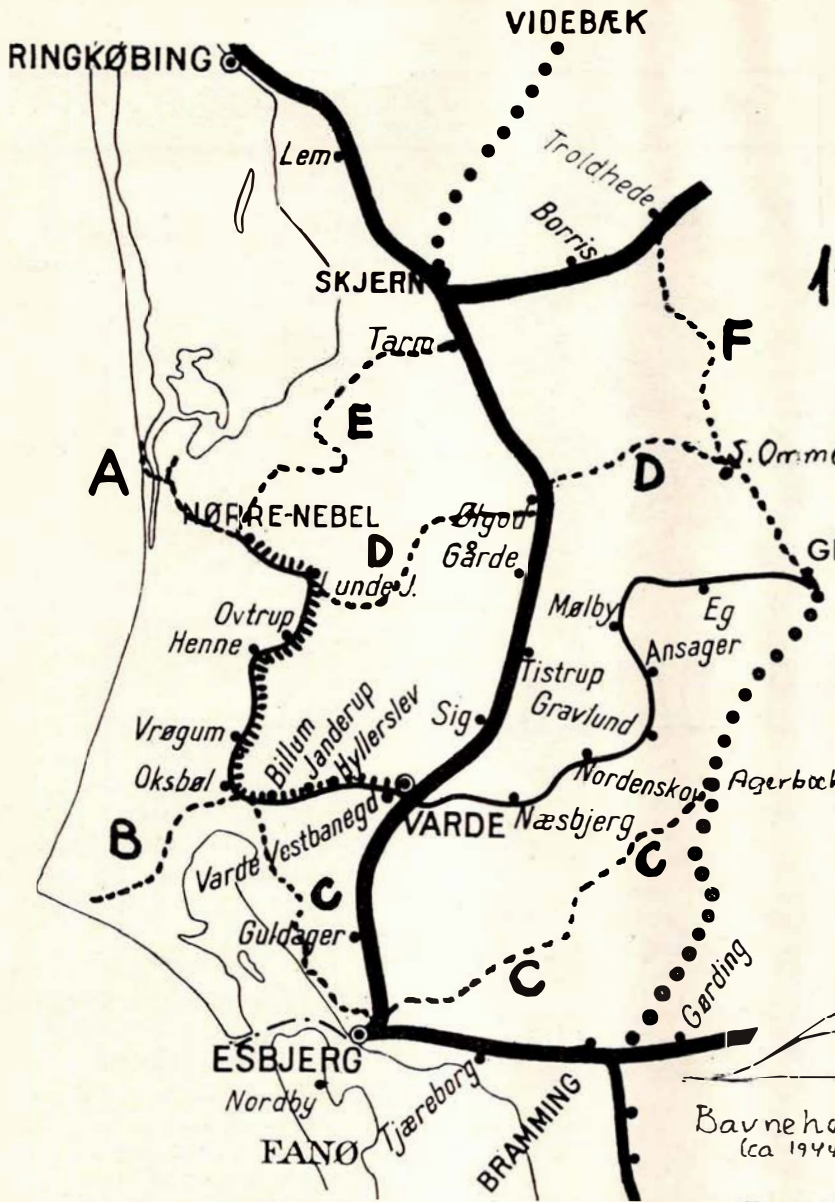 VIDEBÆK
RINGKØBING
Lem
Troldhede
Borris
SKJERN
1
Tarm
F
E
A
S. Omme
D
NØRRE-NEBEL
Ølgod
D
Gårde
Lunde J.
Mølby
Eg
Ovtrup
Henne
Ansager
Tistrup
Gravlund
Sig
Vrøgum
Billum
Janderup
Hyllerslev
Oksbøl
Nordenskov
Agerbæk
VARDE
Næsbjerg
B
Varde Vestbanegd
C
C
Guldager
C
Gørding
ESBJERG
Nordby
Tjæreborg
BRAMMING
FANØ
(ca 1944